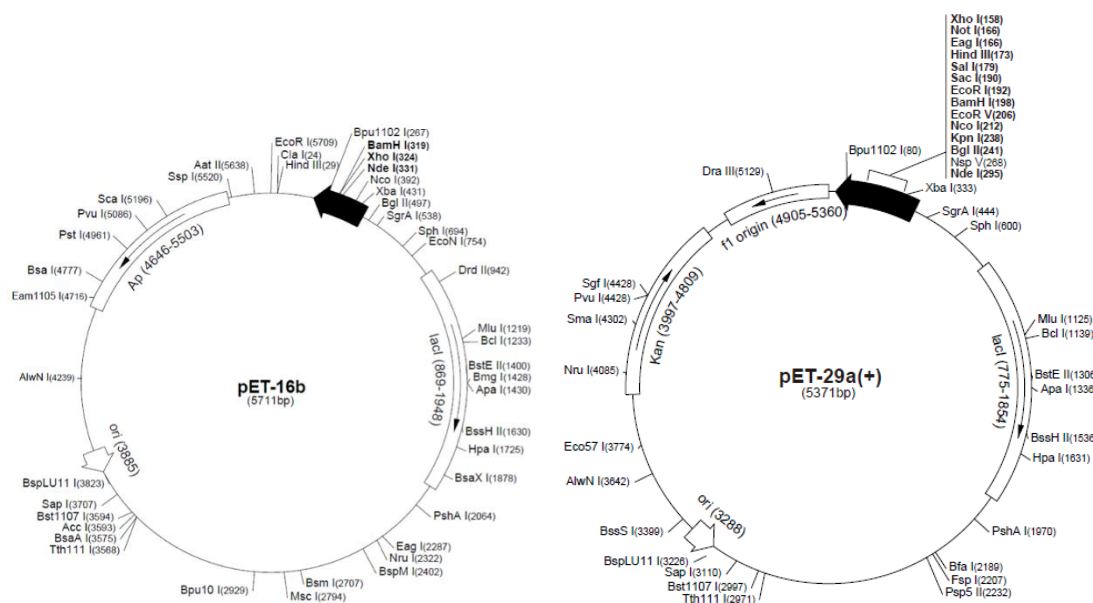 EcoR I(5709)
Cla I(24)
Hind III(29)
Bpu1102 I(267)
BamH I(319)
Xho I(324)
Nde I(331)
Nco I(392)
Xba I(431)
Bgl II(497)
SgrA I(538)
Sph I(694)
EcoN I(754)
Drd II(942)
Mlu I(1219)
Bcl I(1233)
BstE II(1400)
Bmg I(1428)
Apa I(1430)
BssH II(1630)
Hpa I(1725)
BsaX I(1878)
PshA I(2064)
Eag I(2287)
Nru I(2322)
BspM I(2402)
Bsm I(2707)
Msc I(2794)
Bpu10 I(2929)
Tth111 I(3568)
BsaA I(3575)
Acc I(3593)
Bst1107 I(3594)
Sap I(3707)
BspLU11 I(3823)
AlwN I(4239)
Eam1105 I(4716)
Bsa I(4777)
Pst I(4961)
Pvu I(5086)
Sca I(5196)
Ssp I(5520)
Aat II(5638)
Ap (4646-5503)
lacI (869-1948)
ori (3885)
pET-16b
(5711bp)
Xho I(158)
Not I(166)
Eag I(166)
Hind III(173)
Sal I(179)
Sac I(190)
EcoR I(192)
BamH I(198)
EcoR V(206)
Nco I(212)
Kpn I(238)
Bgl II(241)
Nsp V(268)
Nde I(295)
Bpu1102 I(80)
Xba I(333)
SgrA I(444)
Sph I(600)
Mlu I(1125)
Bcl I(1139)
BstE II(1306)
Apa I(1336)
BssH II(1536)
Hpa I(1631)
PshA I(1970)
Bfa I(2189)
Fsp I(2207)
Psp5 II(2232)
Tth111 I(2971)
Bst1107 I(2997)
Sap I(3110)
BspLU11 I(3226)
BssS I(3399)
AlwN I(3642)
Eco57 I(3774)
Nru I(4085)
Sma I(4302)
Pvu I(4428)
Sgf I(4428)
Dra III(5129)
f1 origin (4905-5360)
Kan (3997-4809)
lacI (775-1854)
ori (3288)
pET-29a(+)
(5371bp)